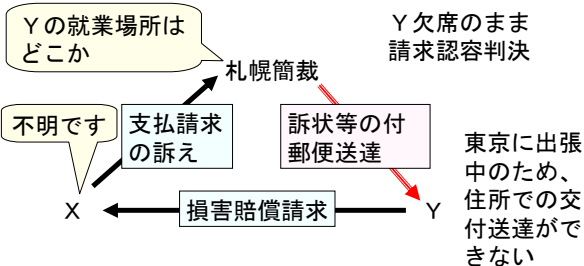 Yの就業場所は
どこか
Y欠席のまま
請求認容判決
札幌簡裁
不明です
支払請求
の訴え
訴状等の付
郵便送達
東京に出張
中のため、
住所での交
付送達がで
きない
X
損害賠償請求
Y